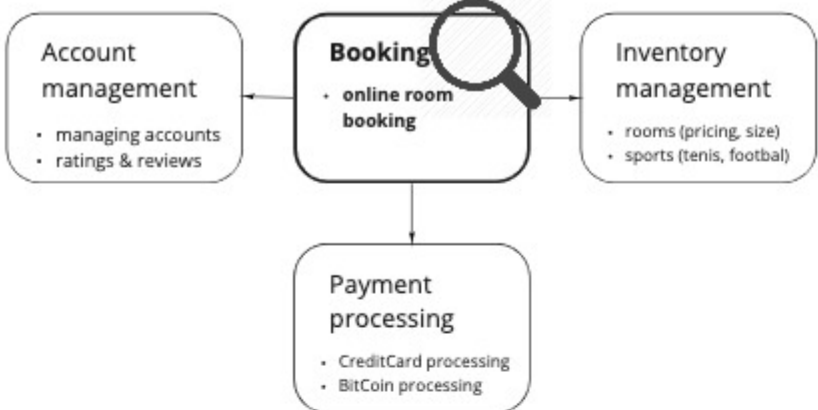 Account
management
• managing accounts
• ratings & reviews
Booking
• online room
booking
Inventory
management
• rooms (pricing, size)
• sports (tenis, footbal)
Payment
processing
• CreditCard processing
• BitCoin processing